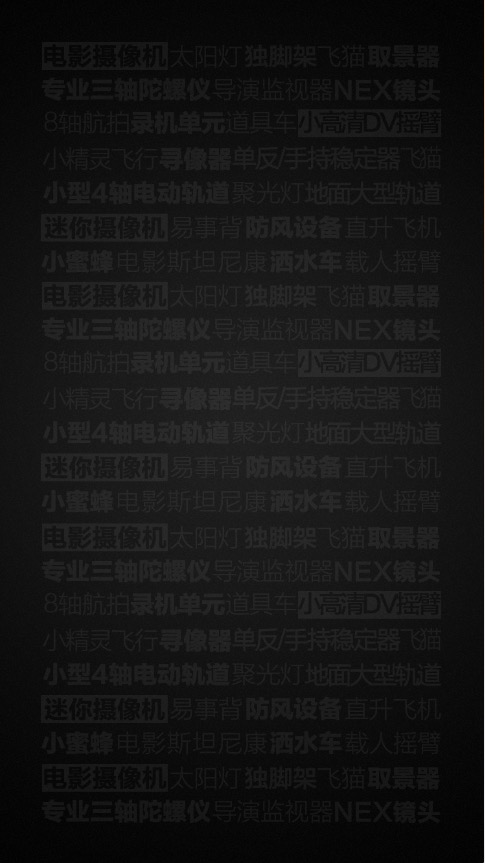 电影摄像机太阳灯独脚架飞猫取景器
专业三轴陀螺仪导演监视器NEX镜头
8轴航拍录机单元道具车小高清DV摇臂
小精灵飞行寻像器单反/手持稳定器飞猫
小型4轴电动轨道聚光灯地面大型轨道
迷你摄像机易事背防风设备直升飞机
小蜜蜂电影斯坦尼康洒水车载人摇臂
电影摄像机太阳灯独脚架飞猫取景器
专业三轴陀螺仪导演监视器NEX镜头
8轴航拍录机单元道具车小高清DV摇臂
小精灵飞行寻像器单反/手持稳定器飞猫
小型4轴电动轨道聚光灯地面大型轨道
迷你摄像机易事背防风设备直升飞机
小蜜蜂电影斯坦尼康洒水车载人摇臂
电影摄像机太阳灯独脚架飞猫取景器
专业三轴陀螺仪导演监视器NEX镜头
8轴航拍录机单元道具车小高清DV摇臂
小精灵飞行寻像器单反/手持稳定器飞猫
小型4轴电动轨道聚光灯地面大型轨道
迷你摄像机易事背防风设备直升飞机
小蜜蜂电影斯坦尼康洒水车载人摇臂
电影摄像机太阳灯独脚架飞猫取景器
专业三轴陀螺仪导演监视器NEX镜头